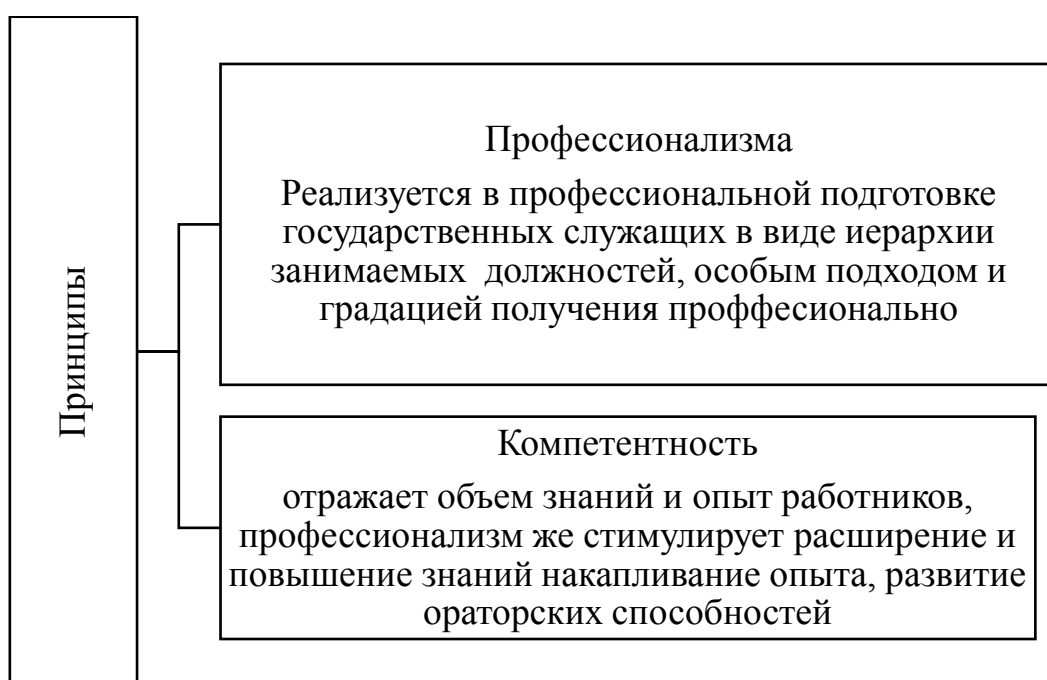 Принципы
Профессионализма
Реализуется в профессиональной подготовке
государственных служащих в виде иерархии
занимаемых должностей, особым подходом и
градацией получения проффесионально
Компетентность
отражает объем знаний и опыт работников,
профессионализм же стимулирует расширение и
повышение знаний накапливание опыта, развитие
ораторских способностей